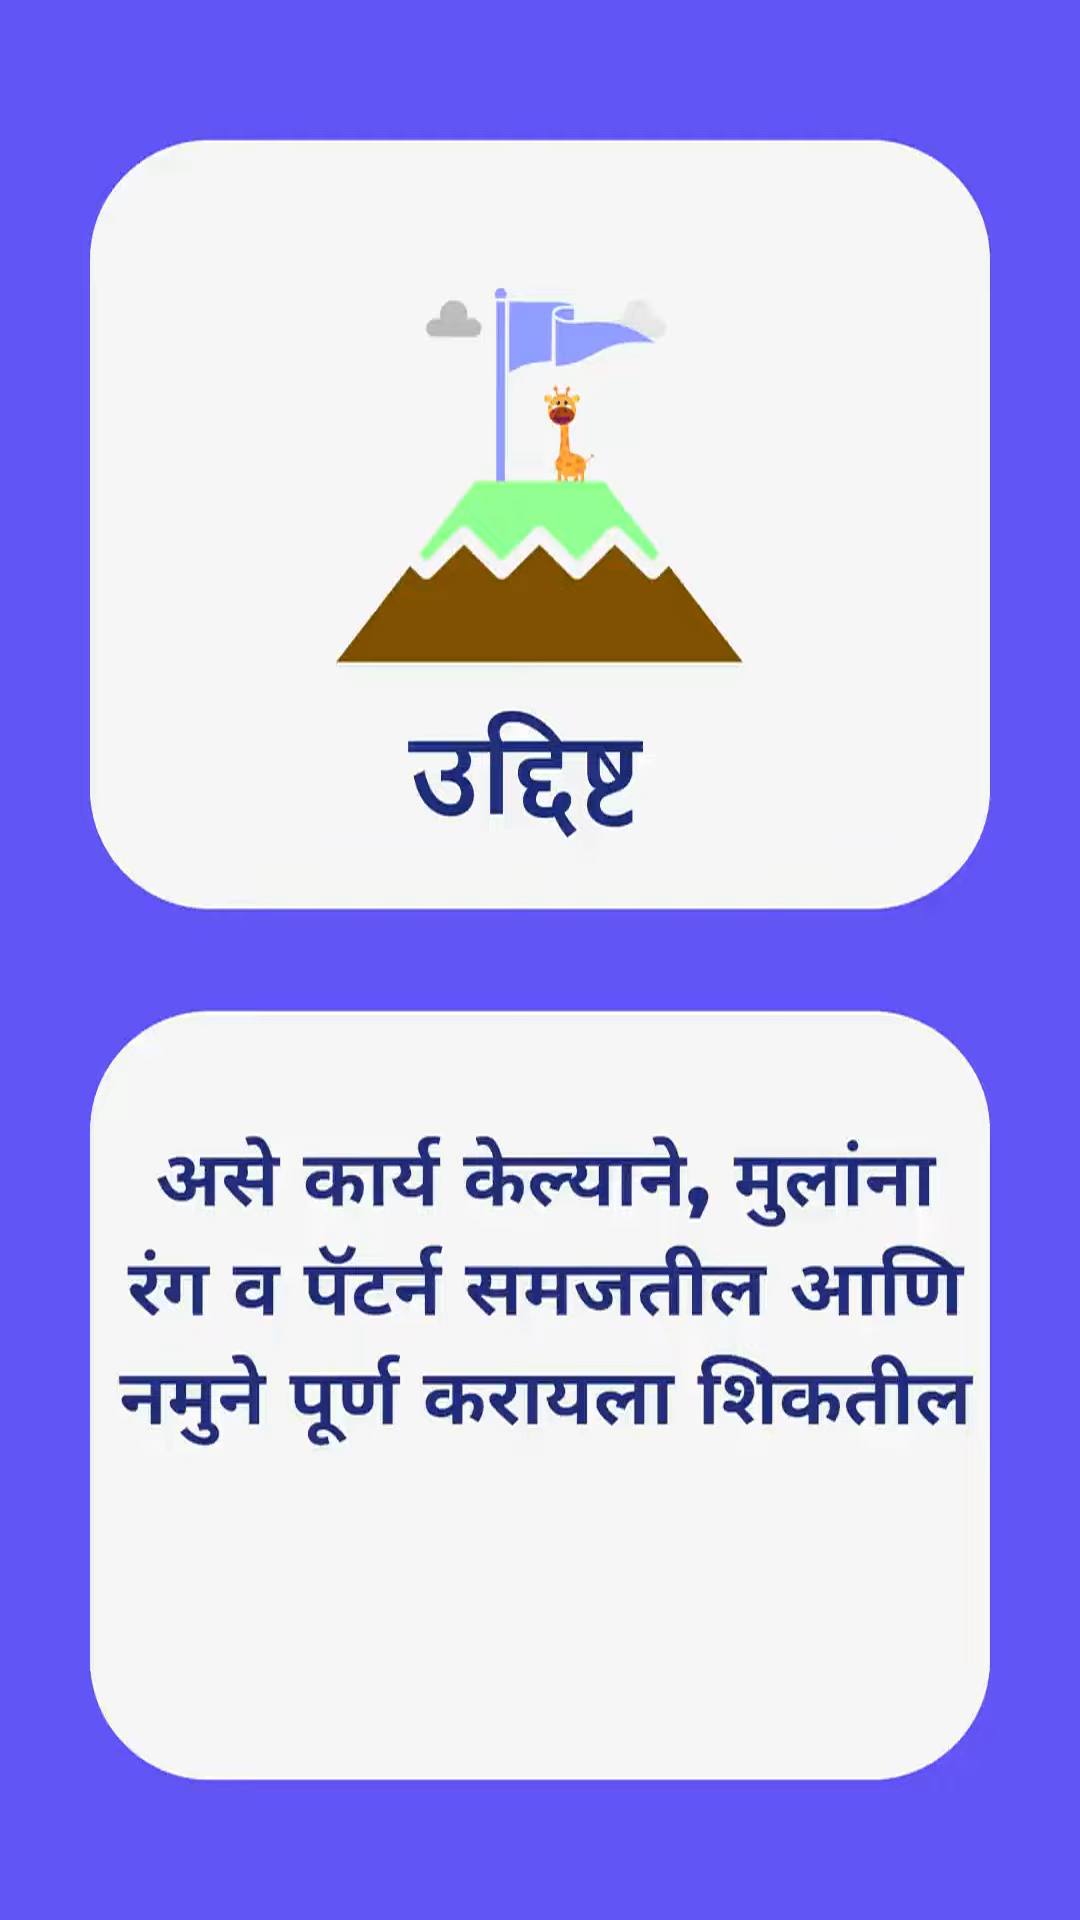 उद्दिष्ट
असे कार्य केल्याने, मुलांना
रंग व पॅटर्न समजतील आणि
नमुने पूर्ण करायला शिकतील